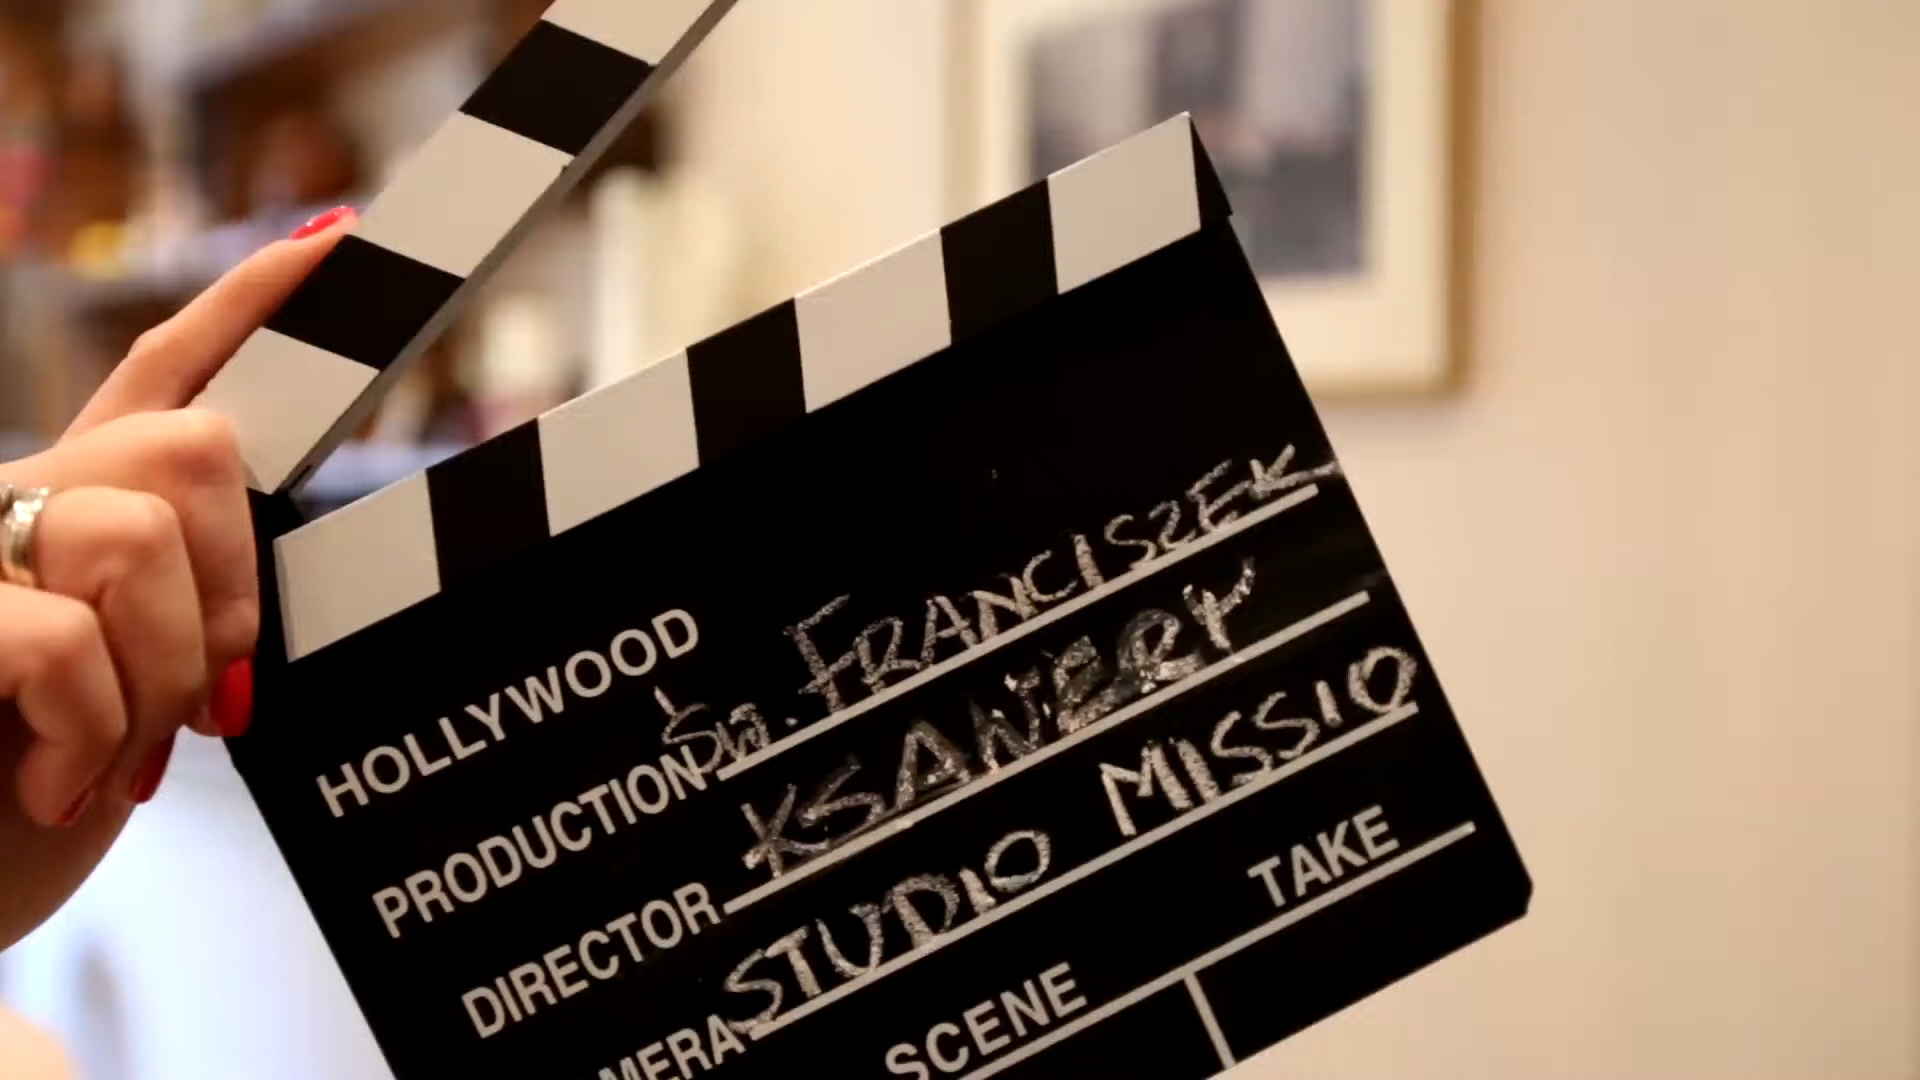 HOLLYWOOD
PRODUCTION Św. FRANCISZEK
DIRECTOR KSAWERY
MERA STUDIO MISSIO
SCENE TAKE